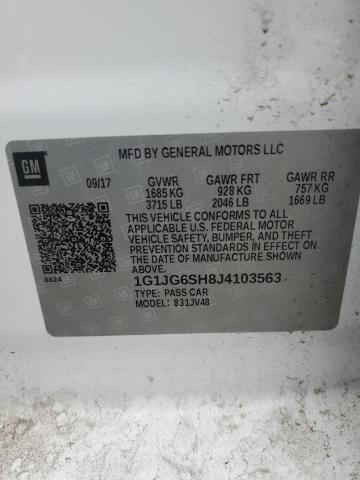 GM
MFD BY GENERAL MOTORS LLC
09/17 GVWR GAWR FRT GAWR RR
1685 KG 928 KG 757 KG
3715 LB 2046 LB 1669 LB
THIS VEHICLE CONFORMS TO ALL
APPLICABLE U.S. FEDERAL MOTOR
VEHICLE SAFETY, BUMPER, AND THEFT
PREVENTION STANDARDS IN EFFECT ON
THE DATE OF MANUFACTURE SHOWN
ABOVE.
8624
1G1JG6SH8J4103563
TYPE: PASS CAR
MODEL: 831JV48